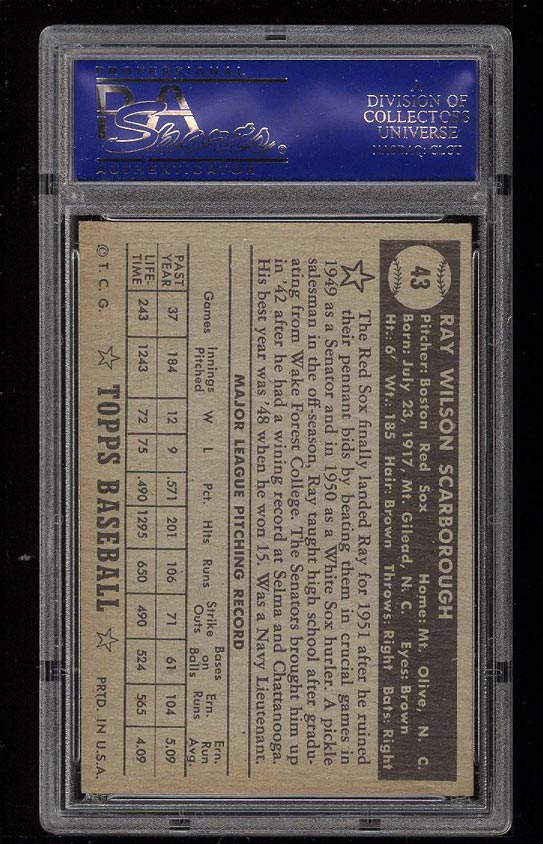 PROFESSIONAL
PSA
Sports®
AUTHENTICATOR
A
DIVISION OF
COLLECTORS
UNIVERSE
NASDAQ: CLCT
43
RAY WILSON SCARBOROUGH
Pitcher: Boston Red Sox Home: Mt. Olive, N. C.
Born: July 23, 1917, Mt. Gilead, N. C. Eyes: Brown
Ht.: 6' Wt.: 185 Hair: Brown Throws: Right Bats: Right
The Red Sox finally landed Ray for 1951 after he ruined
their pennant bids by beating them in crucial games in
1949 as a Senator and in 1950 as a White Sox hurler. A pickle
salesman in the off-season, Ray taught high school after gradu-
ating from Wake Forest College. The Senators brought him up
in '42 after he had a winning record at Selma and Chattanooga.
His best year was '48 when he won 15. Was a Navy Lieutenant.
MAJOR LEAGUE PITCHING RECORD
Games Innings Pitched W L Pct. Hits Runs Strike Outs Bases on Balls Ern. Runs Ern. Run Avg.
PAST YEAR 37 184 12 9 .571 201 106 71 61 104 5.09
LIFE-TIME 243 1243 72 75 .490 1295 650 490 524 565 4.09
© T. C. G. ☆ TOPPS BASEBALL ☆ PRTD. IN U.S.A.